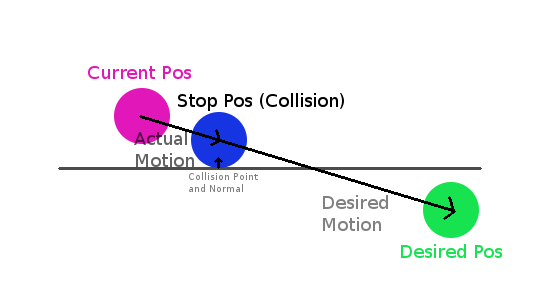 Current Pos
Stop Pos (Collision)
Actual
Motion
Collision Point
and Normal
Desired
Motion
Desired Pos